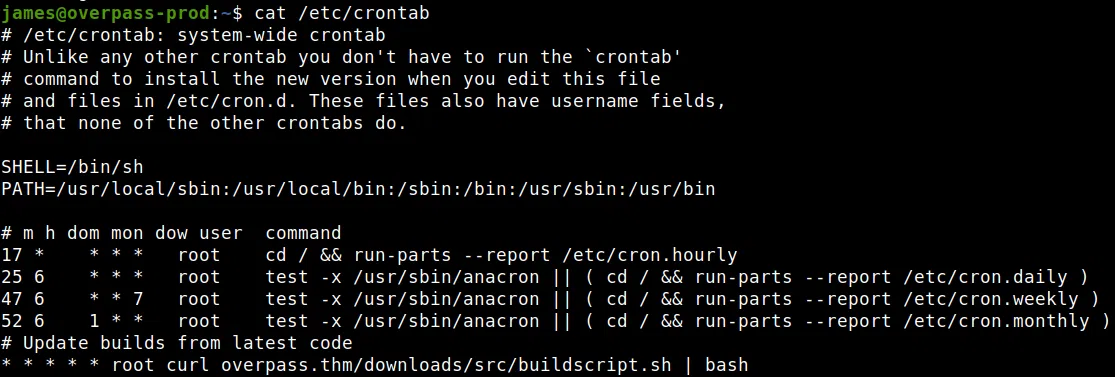 james@overpass-prod:~$ cat /etc/crontab
# /etc/crontab: system-wide crontab
# Unlike any other crontab you don't have to run the `crontab'
# command to install the new version when you edit this file
# and files in /etc/cron.d. These files also have username fields,
# that none of the other crontabs do.

SHELL=/bin/sh
PATH=/usr/local/sbin:/usr/local/bin:/sbin:/bin:/usr/sbin:/usr/bin

# m h dom mon dow user  command
17 *    * * *   root    cd / && run-parts --report /etc/cron.hourly
25 6    * * *   root    test -x /usr/sbin/anacron || ( cd / && run-parts --report /etc/cron.daily )
47 6    * * 7   root    test -x /usr/sbin/anacron || ( cd / && run-parts --report /etc/cron.weekly )
52 6    1 * *   root    test -x /usr/sbin/anacron || ( cd / && run-parts --report /etc/cron.monthly )
# Update builds from latest code
* * * * * root curl overpass.thm/downloads/src/buildscript.sh | bash